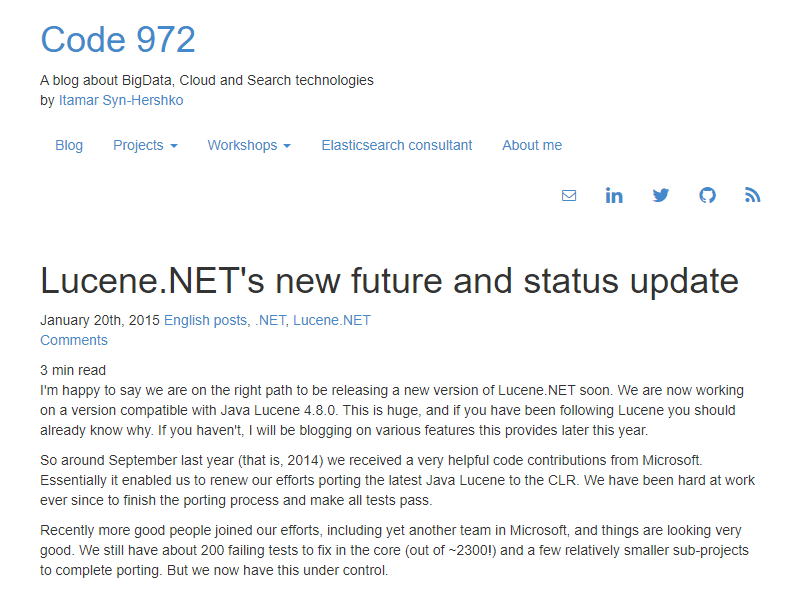 Code 972
A blog about BigData, Cloud and Search technologies
by Itamar Syn-Hershko
Blog Projects Workshops Elasticsearch consultant About me
Lucene.NET's new future and status update
January 20th, 2015 English posts, .NET, Lucene.NET
Comments
3 min read
I'm happy to say we are on the right path to be releasing a new version of Lucene.NET soon. We are now working
on a version compatible with Java Lucene 4.8.0. This is huge, and if you have been following Lucene you should
already know why. If you haven't, I will be blogging on various features this provides later this year.
So around September last year (that is, 2014) we received a very helpful code contributions from Microsoft.
Essentially it enabled us to renew our efforts porting the latest Java Lucene to the CLR. We have been hard at work
ever since to finish the porting process and make all tests pass.
Recently more good people joined our efforts, including yet another team in Microsoft, and things are looking very
good. We still have about 200 failing tests to fix in the core (out of ~2300!) and a few relatively smaller sub-projects
to complete porting. But we now have this under control.